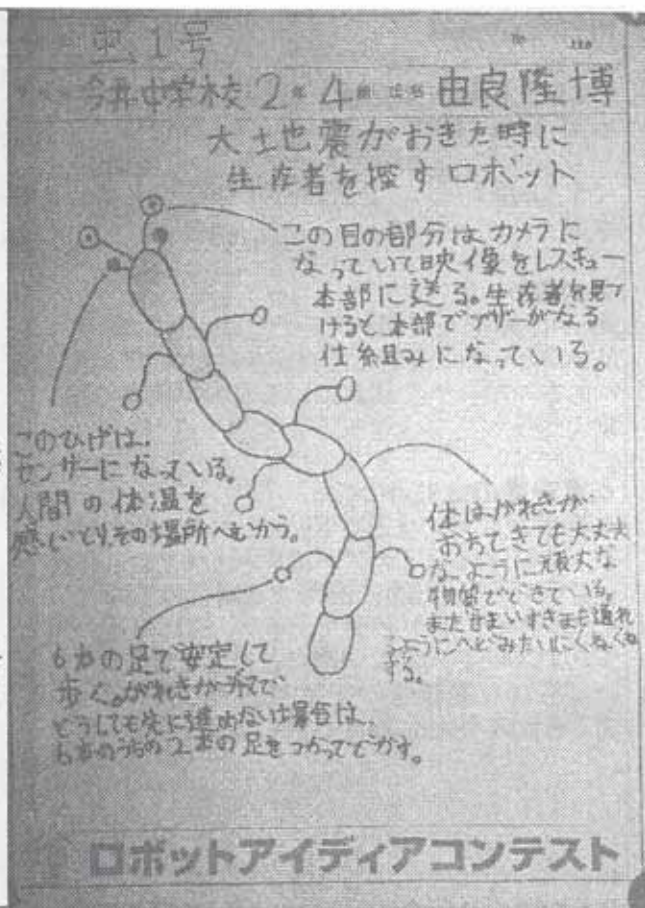 虫、1号
今井中学校 2年 4組 氏名 由良隆博
大地震がおきた時に
生存者を探すロボット
この目の部分はカメラに
なっていて映像をレスキュー
本部に送る。生存者を見つ
けると本部でブザーがなる
仕組みになっている。
このひげは、
センサーになっている。
人間の体温を
感じとり、その場所へむかう。
体はがれきが
おちてきても大丈夫
なように頑丈な
物質でできている。
またせまいすきまも通れ
るようにへびみたいにくねくね
する。
6本の足で安定して
歩く。がれきが邪魔で
どうしても先に進めない場合は、
6本のうちの2本の足をつかってどかす。
ロボットアイディアコンテスト